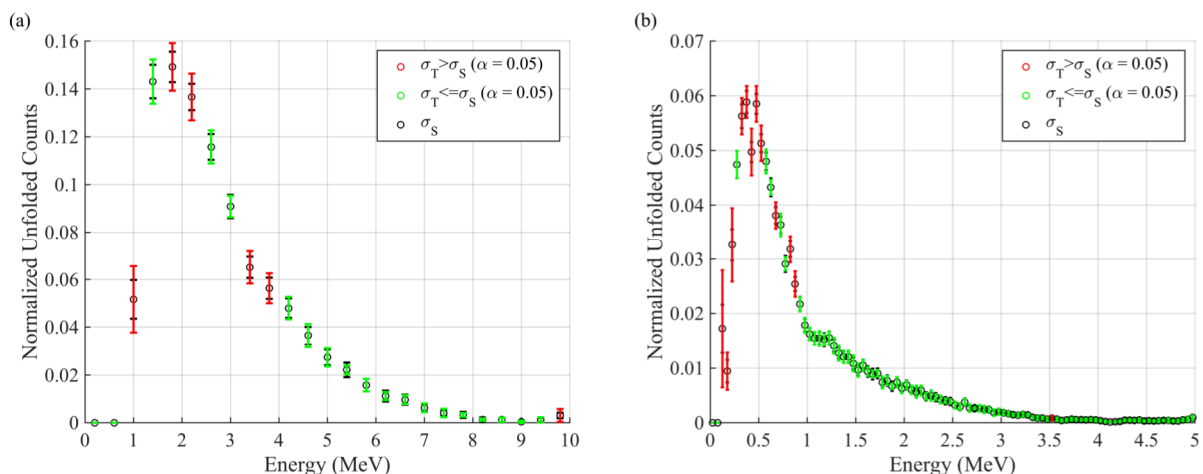 (a)
0.16
0.14
0.12
0.1
0.08
0.06
0.04
0.02
0
Normalized Unfolded Counts
σT>σS (α = 0.05)
σT<=σS (α = 0.05)
σS
0 1 2 3 4 5 6 7 8 9 10
Energy (MeV)
(b)
0.07
0.06
0.05
0.04
0.03
0.02
0.01
0
Normalized Unfolded Counts
σT>σS (α = 0.05)
σT<=σS (α = 0.05)
σS
0 0.5 1 1.5 2 2.5 3 3.5 4 4.5 5
Energy (MeV)